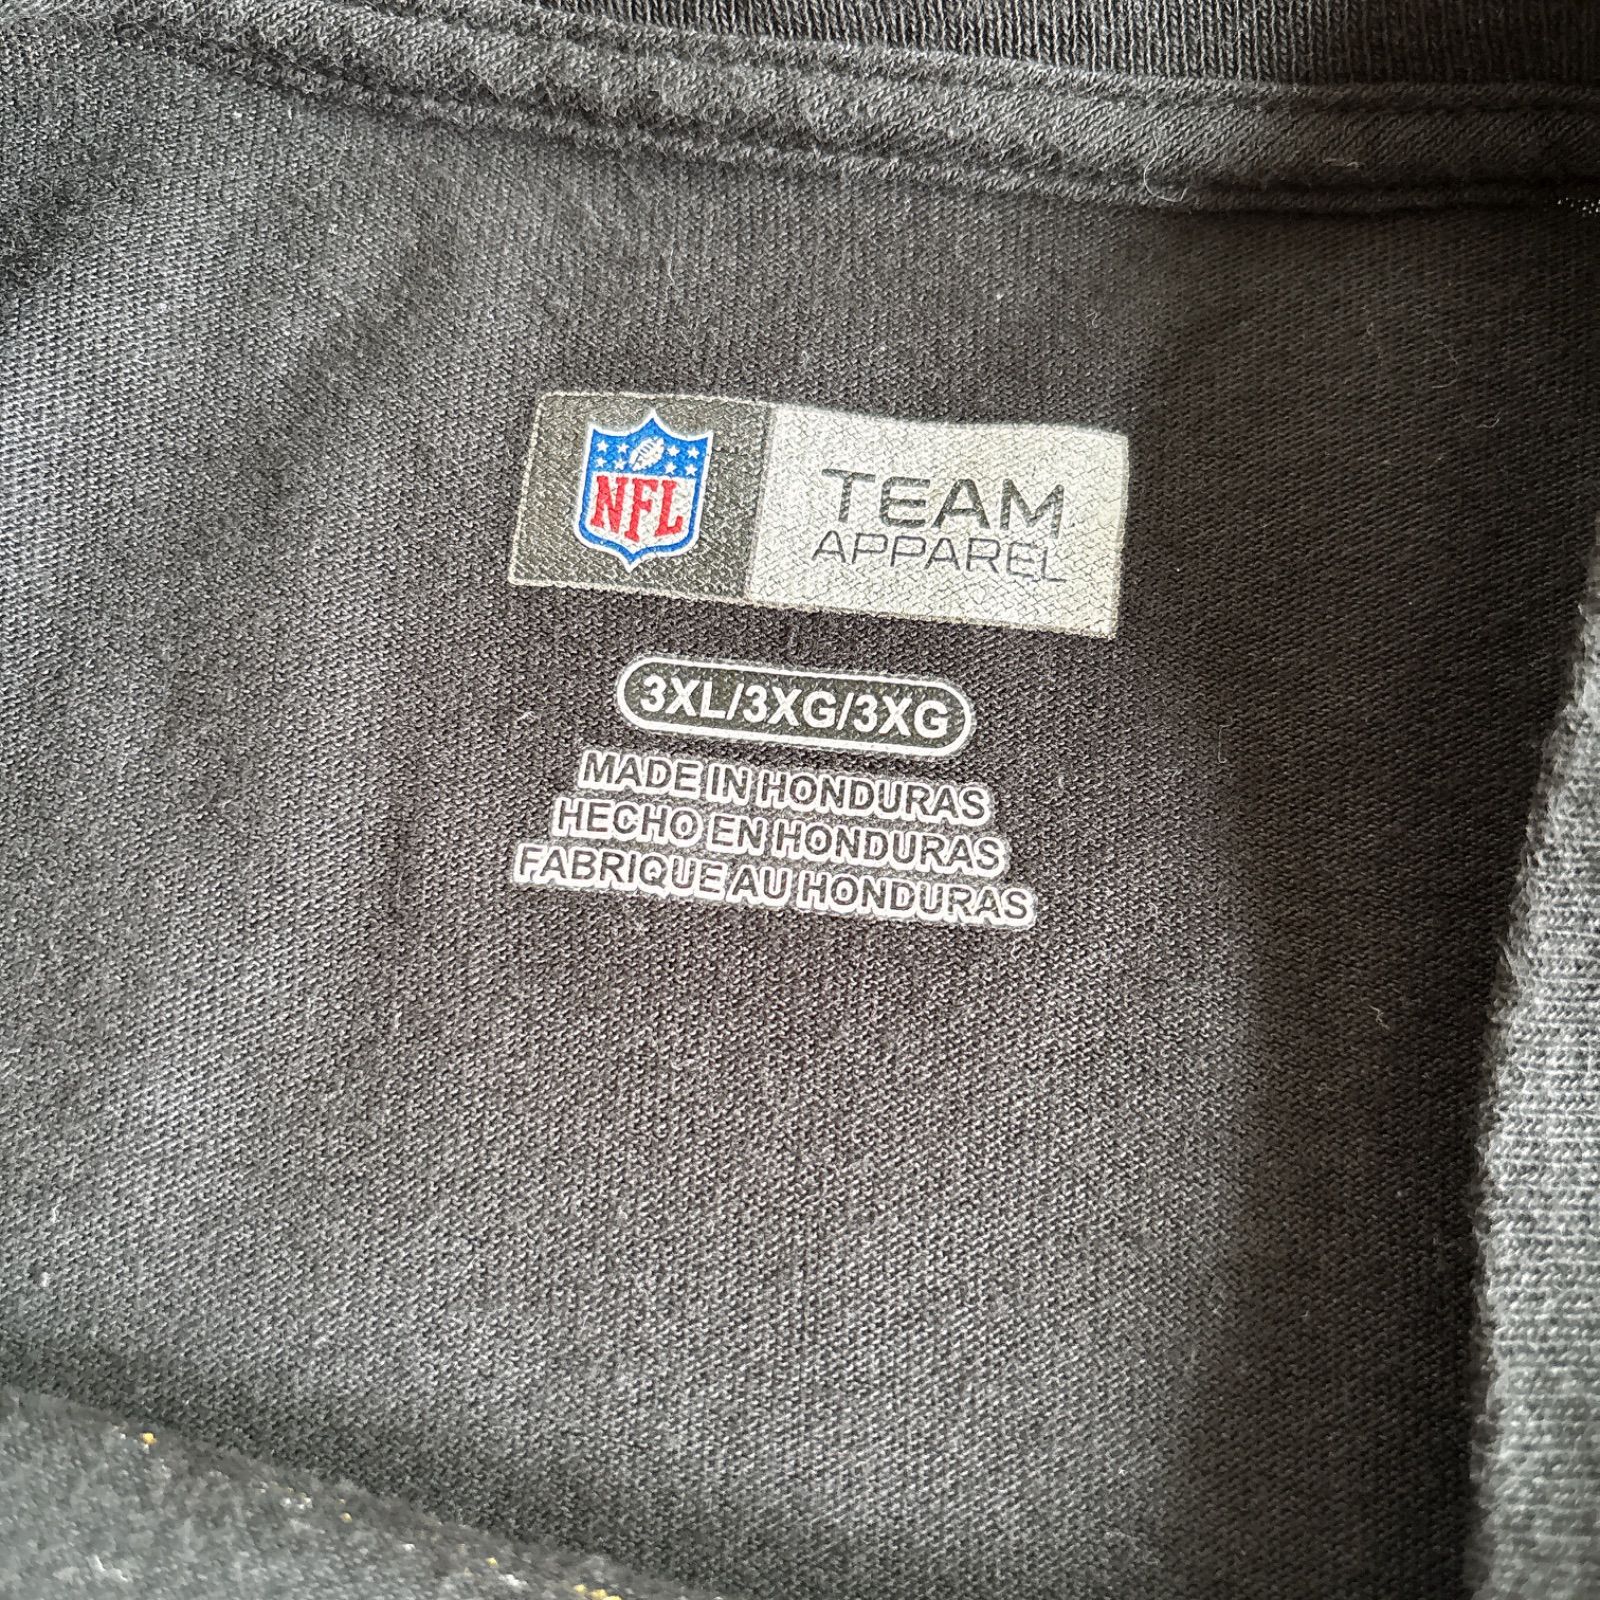 NFL
TEAM
APPAREL
3XL/3XG/3XG
MADE IN HONDURAS
HECHO EN HONDURAS
FABRIQUE AU HONDURAS